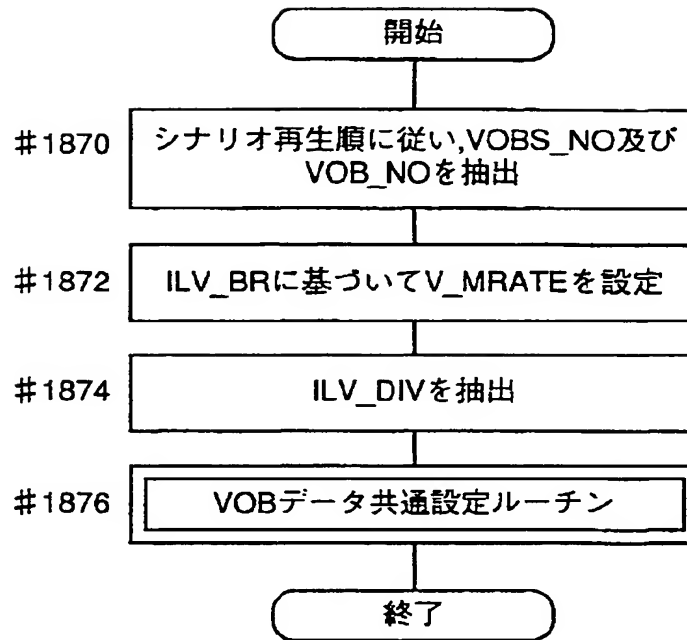 開始
#1870
シナリオ再生順に従い,VOBS_NO及び
VOB_NOを抽出
#1872
ILV_BRに基づいてV_MRATEを設定
#1874
ILV_DIVを抽出
#1876
VOBデータ共通設定ルーチン
終了